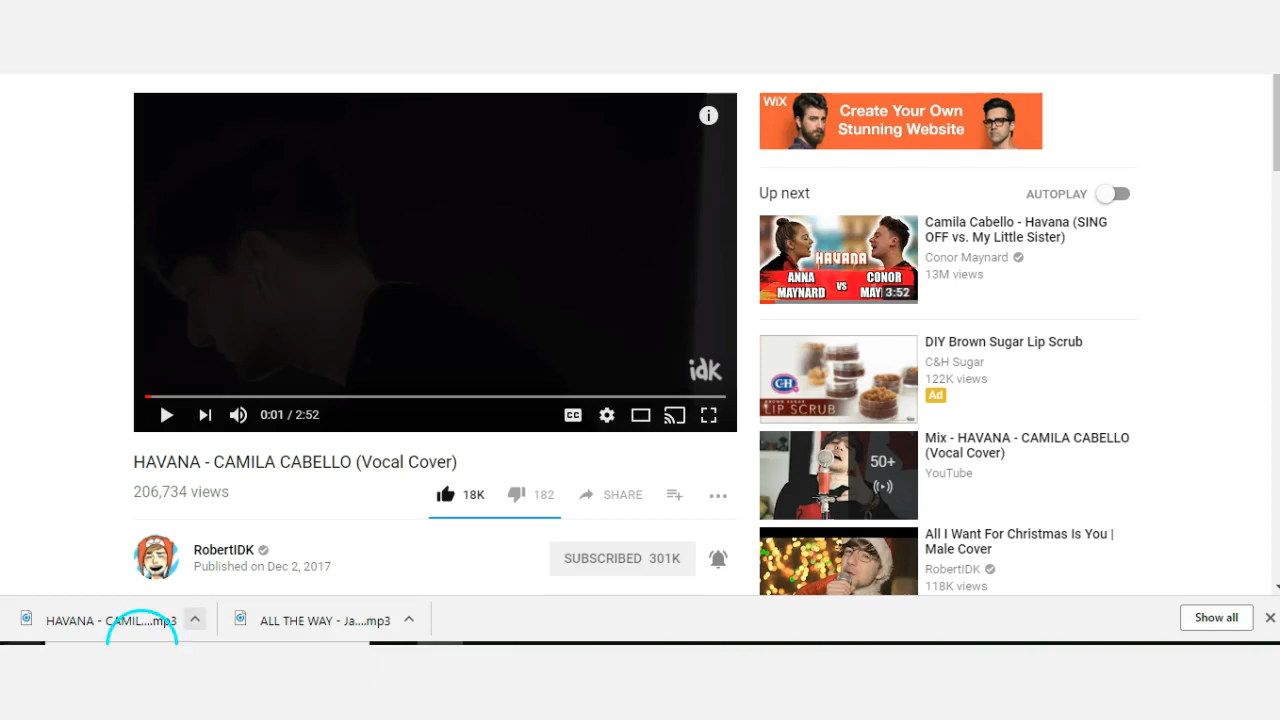 idk
0:01 / 2:52
CC
HAVANA - CAMILA CABELLO (Vocal Cover)
206,734 views
18K
182
SHARE
RobertIDK
Published on Dec 2, 2017
SUBSCRIBED 301K
WiX
Create Your Own
Stunning Website
Up next
AUTOPLAY
HAVANA
ANNA
MAYNARD
VS
CONOR
MAY
3:52
Camila Cabello - Havana (SING
OFF vs. My Little Sister)
Conor Maynard
13M views
C&H
BROWN SUGAR
LIP SCRUB
DIY Brown Sugar Lip Scrub
C&H Sugar
122K views
Ad
50+
Mix - HAVANA - CAMILA CABELLO
(Vocal Cover)
YouTube
All I Want For Christmas Is You |
Male Cover
RobertIDK
118K views
HAVANA - CAMIL....mp3
ALL THE WAY - Ja....mp3
Show all